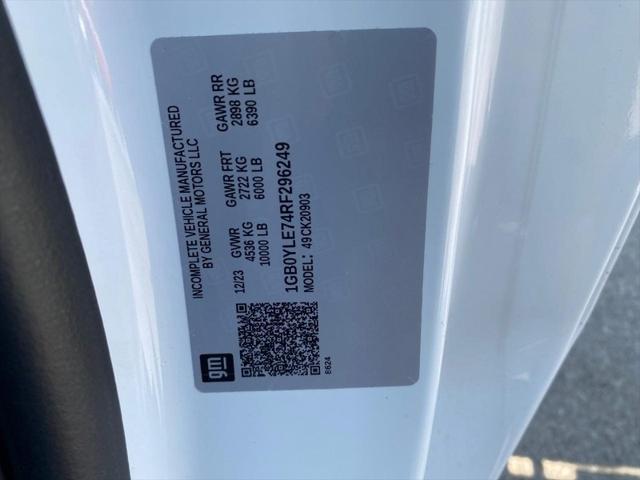 INCOMPLETE VEHICLE MANUFACTURED
BY GENERAL MOTORS LLC
12/23 GVWR GAWR FRT GAWR RR
4536 KG 2722 KG 2898 KG
10000 LB 6000 LB 6390 LB
1GB0YLE74RF296249
MODEL: 49CK20903
gm
8624